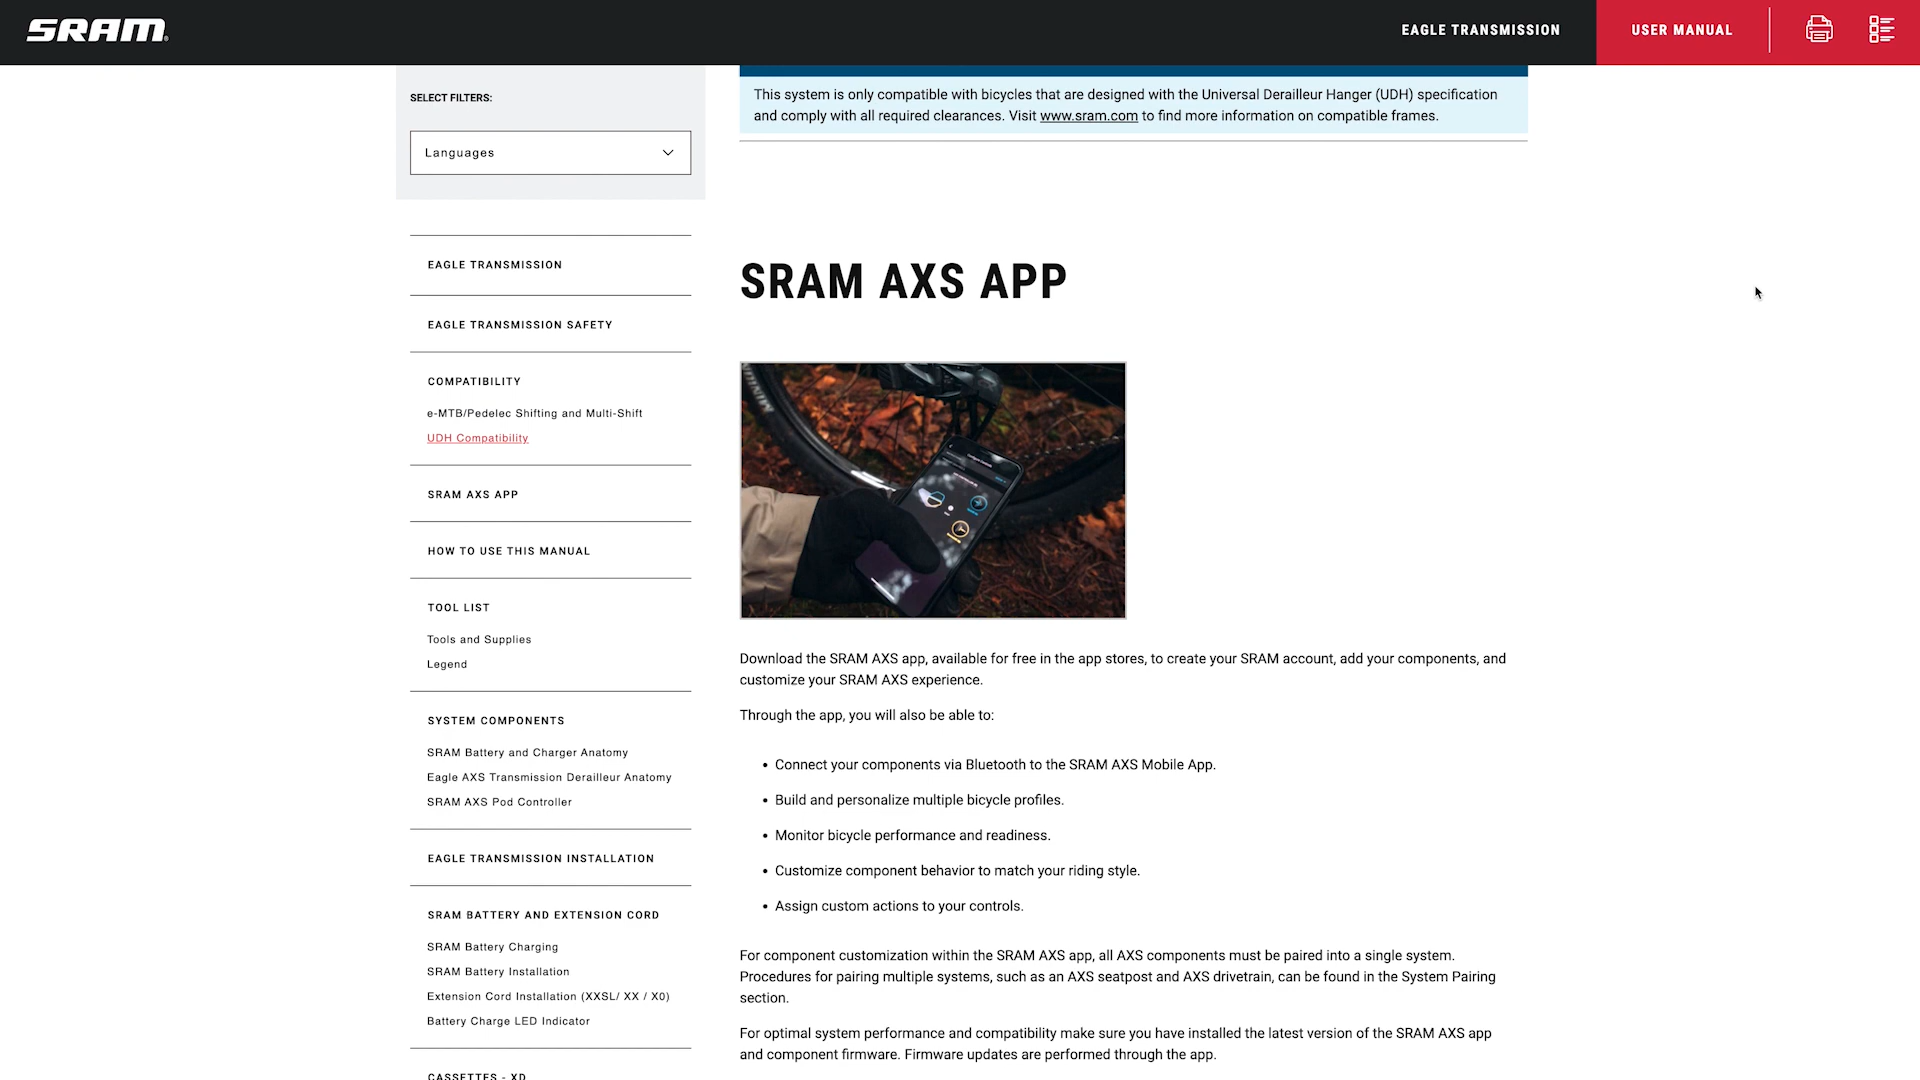 SRAM
EAGLE TRANSMISSION
USER MANUAL
SELECT FILTERS:
Languages
EAGLE TRANSMISSION
EAGLE TRANSMISSION SAFETY
COMPATIBILITY
e-MTB/Pedelec Shifting and Multi-Shift
UDH Compatibility
SRAM AXS APP
HOW TO USE THIS MANUAL
TOOL LIST
Tools and Supplies
Legend
SYSTEM COMPONENTS
SRAM Battery and Charger Anatomy
Eagle AXS Transmission Derailleur Anatomy
SRAM AXS Pod Controller
EAGLE TRANSMISSION INSTALLATION
SRAM BATTERY AND EXTENSION CORD
SRAM Battery Charging
SRAM Battery Installation
Extension Cord Installation (XXSL/ XX / X0)
Battery Charge LED Indicator
CASSETTES - XD
This system is only compatible with bicycles that are designed with the Universal Derailleur Hanger (UDH) specification
and comply with all required clearances. Visit www.sram.com to find more information on compatible frames.
SRAM AXS APP
Download the SRAM AXS app, available for free in the app stores, to create your SRAM account, add your components, and
customize your SRAM AXS experience.
Through the app, you will also be able to:
• Connect your components via Bluetooth to the SRAM AXS Mobile App.
• Build and personalize multiple bicycle profiles.
• Monitor bicycle performance and readiness.
• Customize component behavior to match your riding style.
• Assign custom actions to your controls.
For component customization within the SRAM AXS app, all AXS components must be paired into a single system.
Procedures for pairing multiple systems, such as an AXS seatpost and AXS drivetrain, can be found in the System Pairing
section.
For optimal system performance and compatibility make sure you have installed the latest version of the SRAM AXS app
and component firmware. Firmware updates are performed through the app.